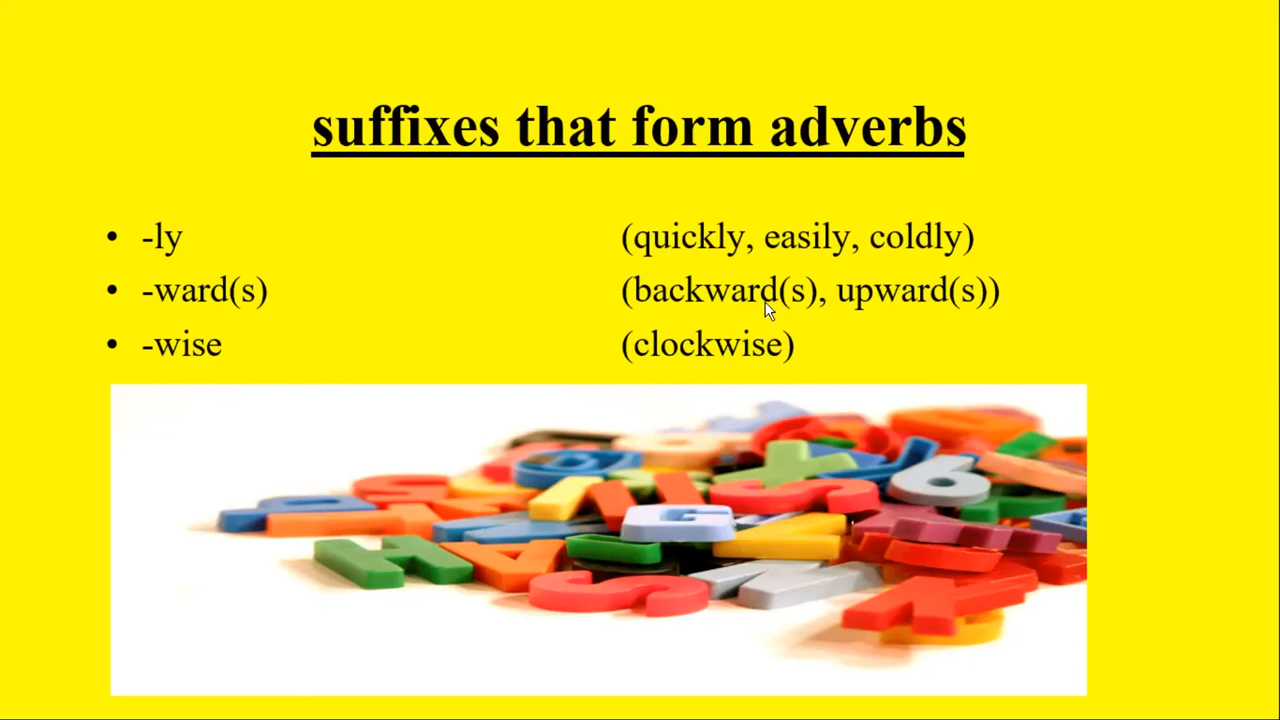 suffixes that form adverbs
• -ly (quickly, easily, coldly)
• -ward(s) (backward(s), upward(s))
• -wise (clockwise)